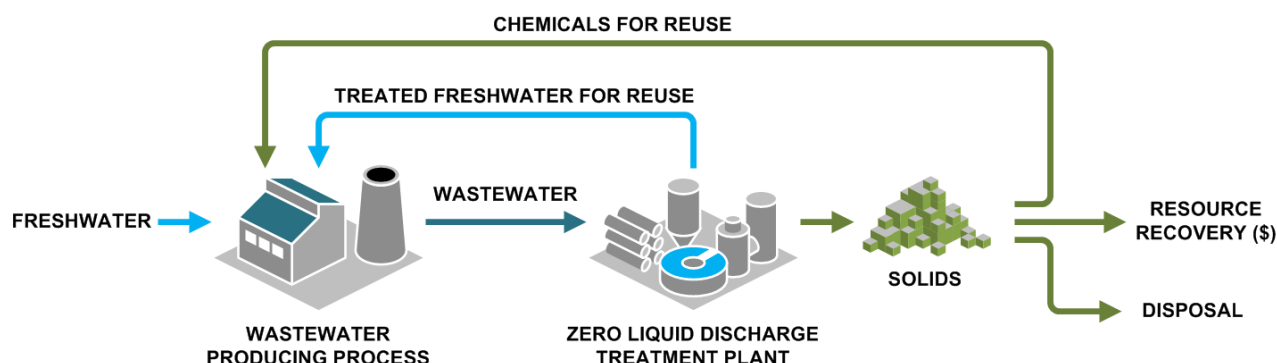 CHEMICALS FOR REUSE
TREATED FRESHWATER FOR REUSE
FRESHWATER
WASTEWATER
RESOURCE
RECOVERY ($)
SOLIDS
DISPOSAL
WASTEWATER
PRODUCING PROCESS
ZERO LIQUID DISCHARGE
TREATMENT PLANT